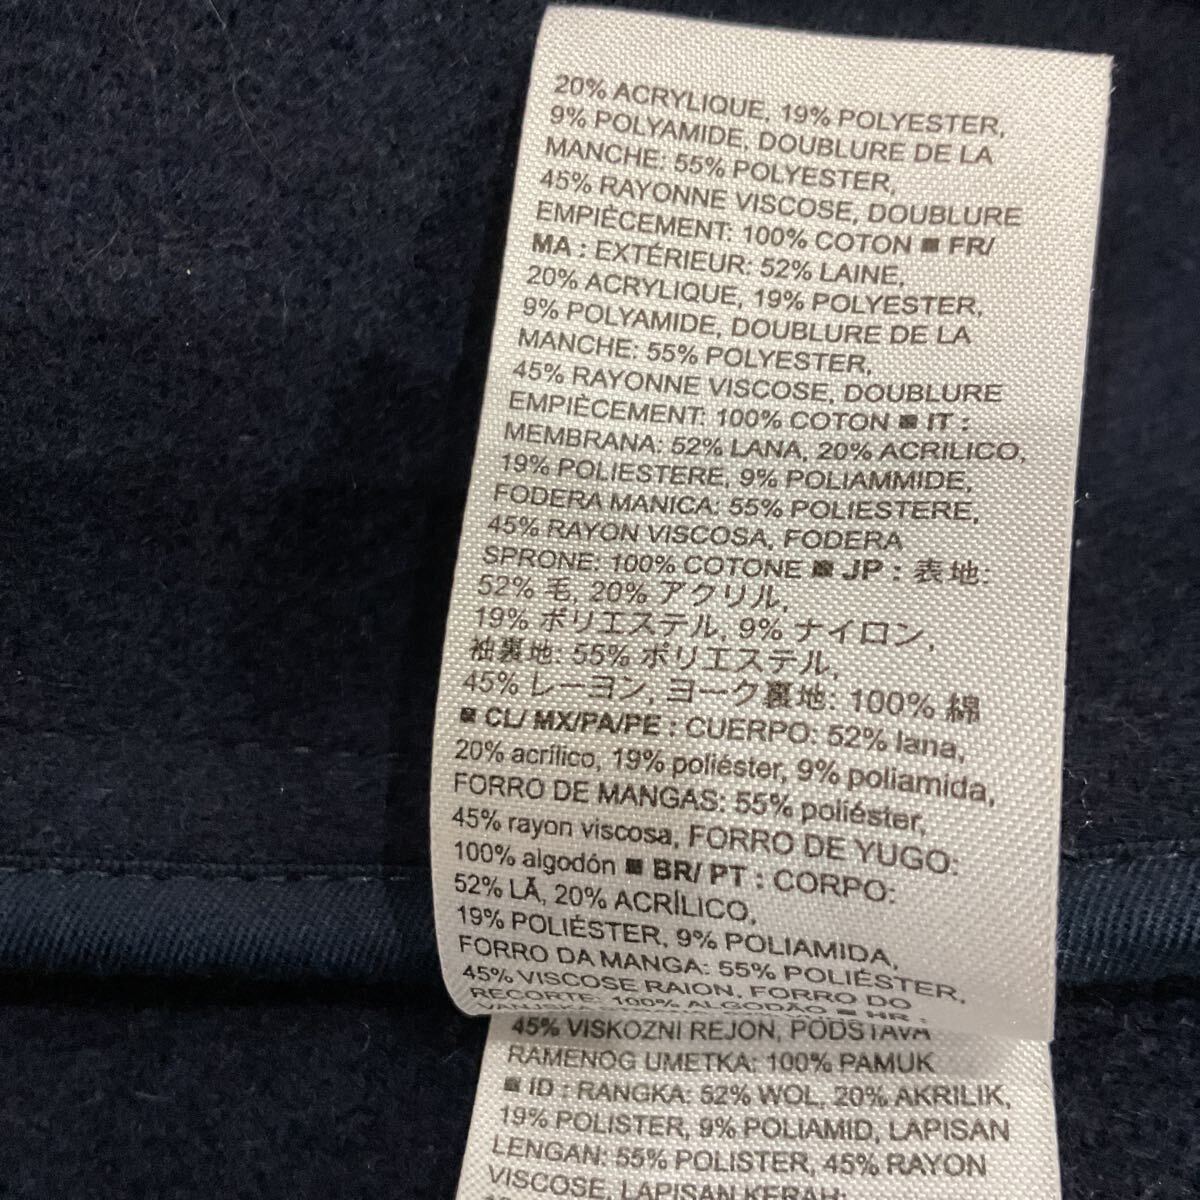 20% ACRYLIQUE, 19% POLYESTER,
9% POLYAMIDE, DOUBLURE DE LA
MANCHE: 55% POLYESTER,
45% RAYONNE VISCOSE, DOUBLURE
EMPIÈCEMENT: 100% COTON ■ FR/
MA : EXTÉRIEUR: 52% LAINE,
20% ACRYLIQUE, 19% POLYESTER,
9% POLYAMIDE, DOUBLURE DE LA
MANCHE: 55% POLYESTER,
45% RAYONNE VISCOSE, DOUBLURE
EMPIÈCEMENT: 100% COTON ■ IT :
MEMBRANA: 52% LANA, 20% ACRILICO,
19% POLIESTERE, 9% POLIAMMIDE,
FODERA MANICA: 55% POLIESTERE,
45% RAYON VISCOSA, FODERA
SPRONE: 100% COTONE ■ JP : 表地:
52% 毛, 20% アクリル,
19% ポリエステル, 9% ナイロン,
袖裏地: 55% ポリエステル,
45% レーヨン, ヨーク裏地: 100% 綿
■ CL/ MX/PA/PE : CUERPO: 52% lana,
20% acrílico, 19% poliéster, 9% poliamida,
FORRO DE MANGAS: 55% poliéster,
45% rayon viscosa, FORRO DE YUGO:
100% algodón ■ BR/ PT : CORPO:
52% LÃ, 20% ACRÍLICO,
19% POLIÉSTER, 9% POLIAMIDA,
FORRO DA MANGA: 55% POLIÉSTER,
45% VISCOSE RAION, FORRO DO
RECORTE: 100% ALGODÃO ■ HR :
45% VISKOZNI REJON, PODSTAVA
RAMENOG UMETKA: 100% PAMUK
■ ID : RANGKA: 52% WOL, 20% AKRILIK,
19% POLISTER, 9% POLIAMID, LAPISAN
LENGAN: 55% POLISTER, 45% RAYON
VISCOSE, LAPISAN KERAH: